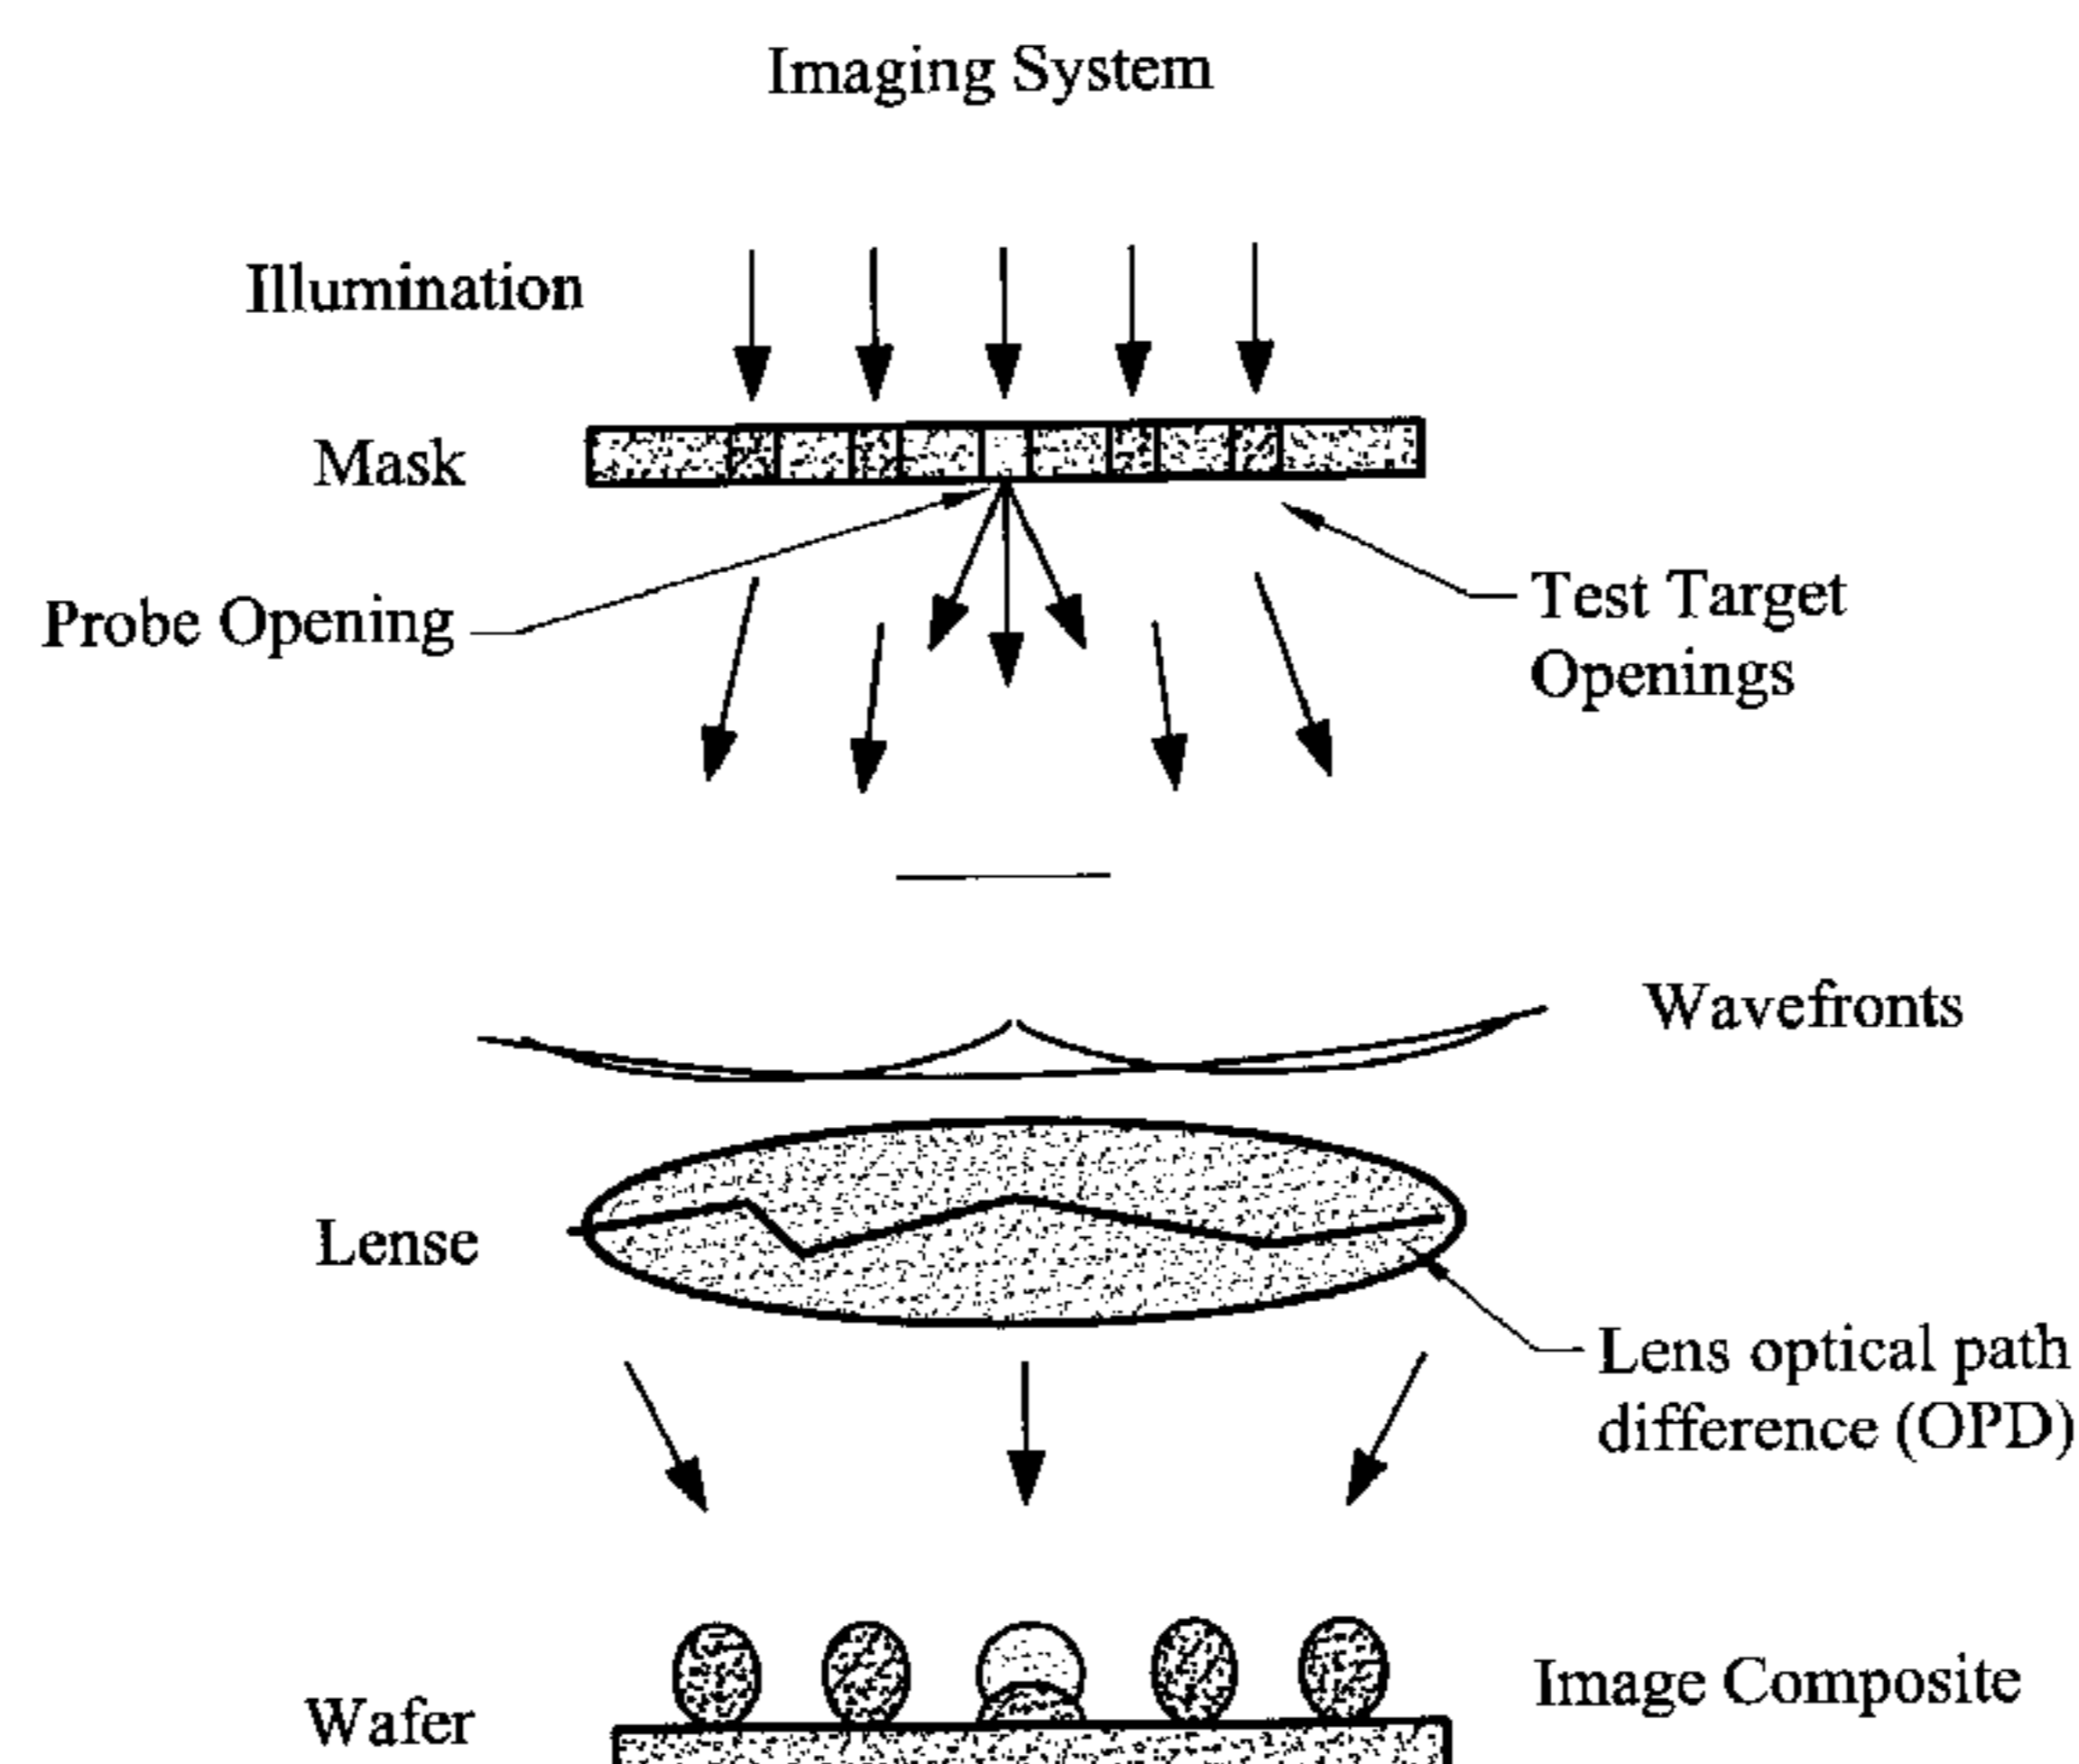 Imaging System
Illumination
Mask
Probe Opening
Test Target
Openings
Wavefronts
Lense
Lens optical path
difference (OPD)
Image Composite
Wafer